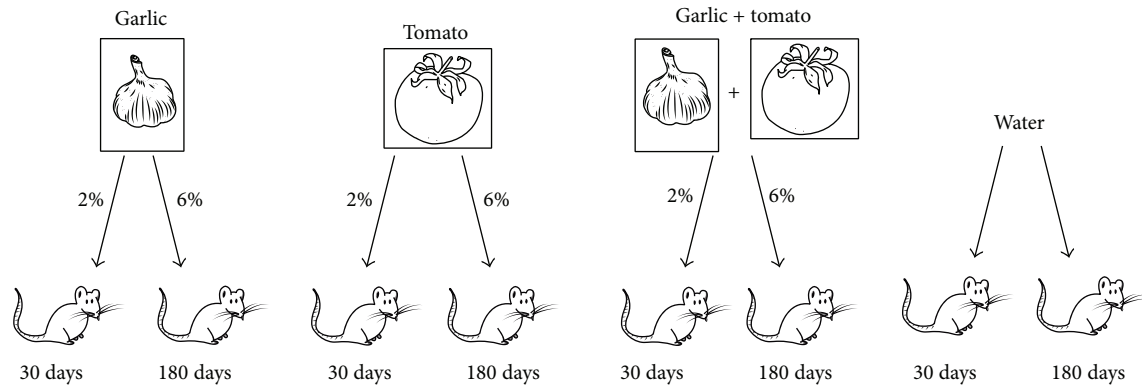 Garlic
Tomato
Garlic + tomato
+
Water
2% 6%
2% 6%
2% 6%
30 days 180 days
30 days 180 days
30 days 180 days
30 days 180 days